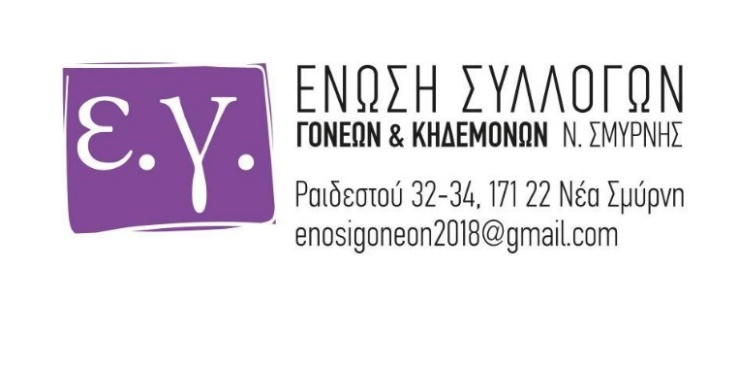 ε.γ.
ΕΝΩΣΗ ΣΥΛΛΟΓΩΝ
ΓΟΝΕΩΝ & ΚΗΔΕΜΟΝΩΝ Ν. ΣΜΥΡΝΗΣ
Ραιδεστού 32-34, 171 22 Νέα Σμύρνη
enosigoneon2018@gmail.com